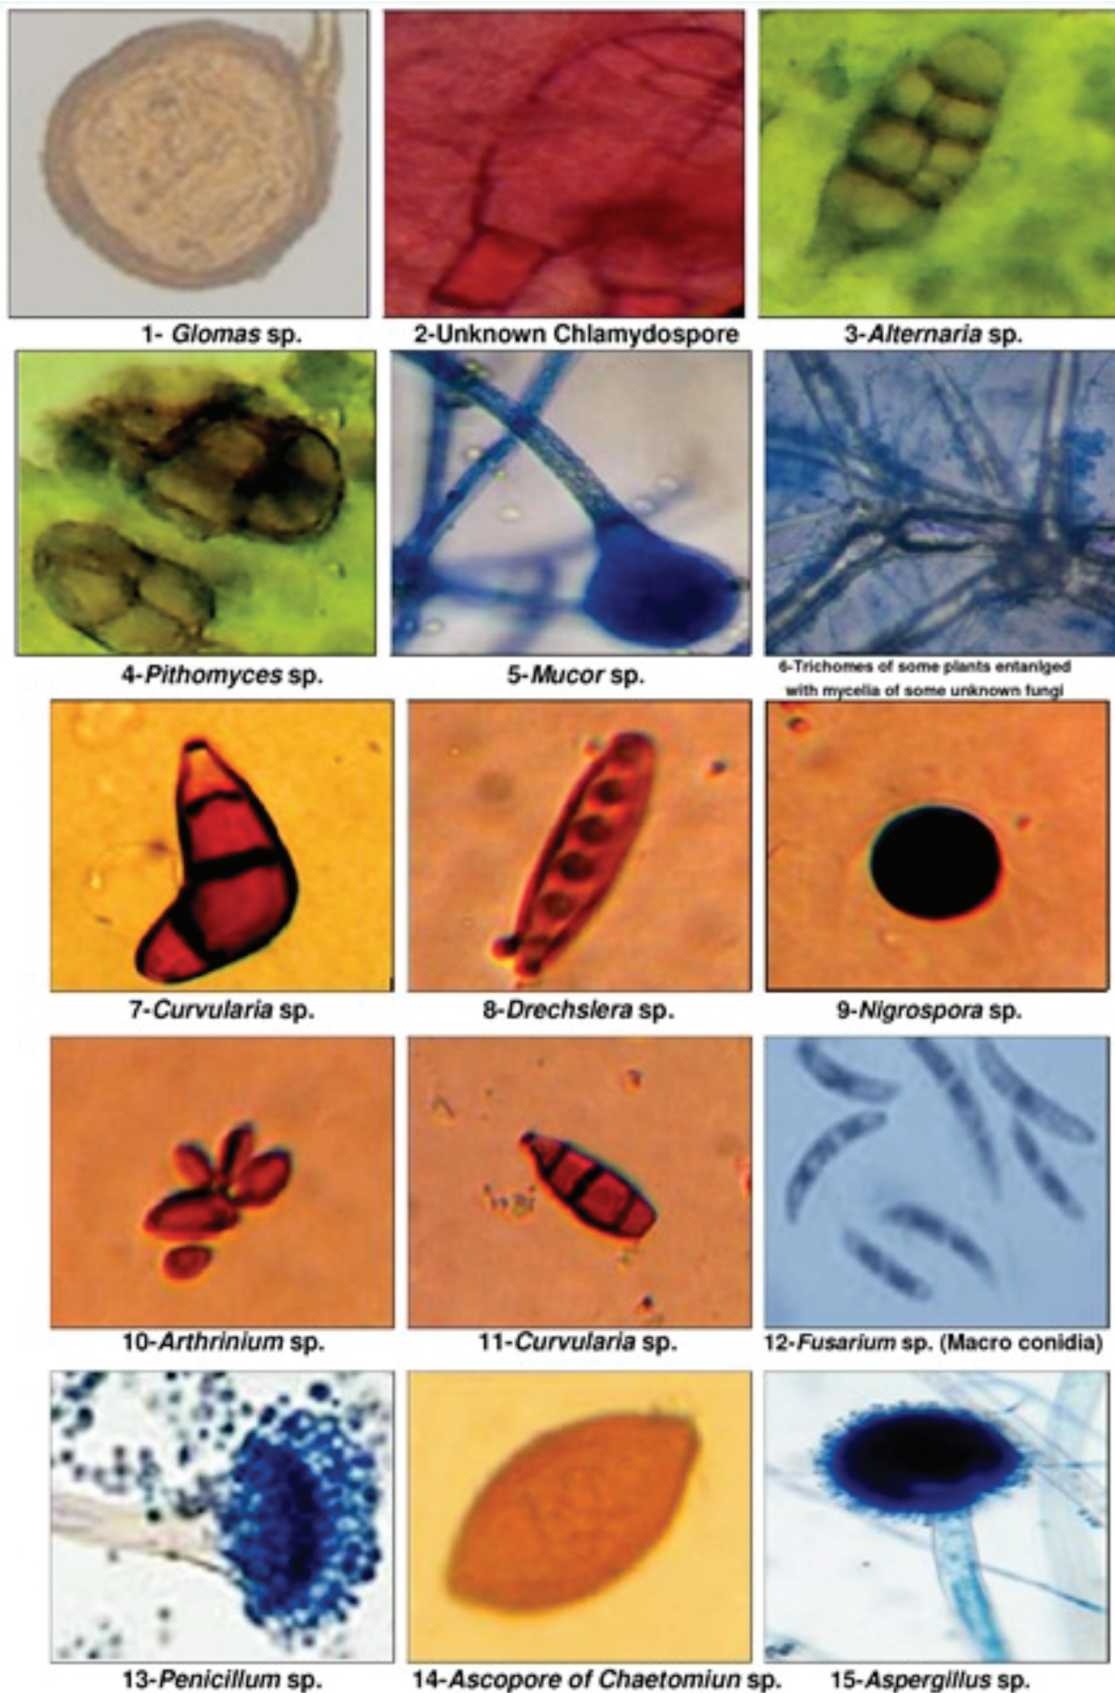 1- Glomas sp.
2-Unknown Chlamydospore
3-Alternaria sp.
4-Pithomyces sp.
5-Mucor sp.
6-Trichomes of some plants entanlged
with mycelia of some unknown fungi
7-Curvularia sp.
8-Drechslera sp.
9-Nigrospora sp.
10-Arthrinium sp.
11-Curvularia sp.
12-Fusarium sp. (Macro conidia)
13-Penicillum sp.
14-Ascopore of Chaetomiun sp.
15-Aspergillus sp.